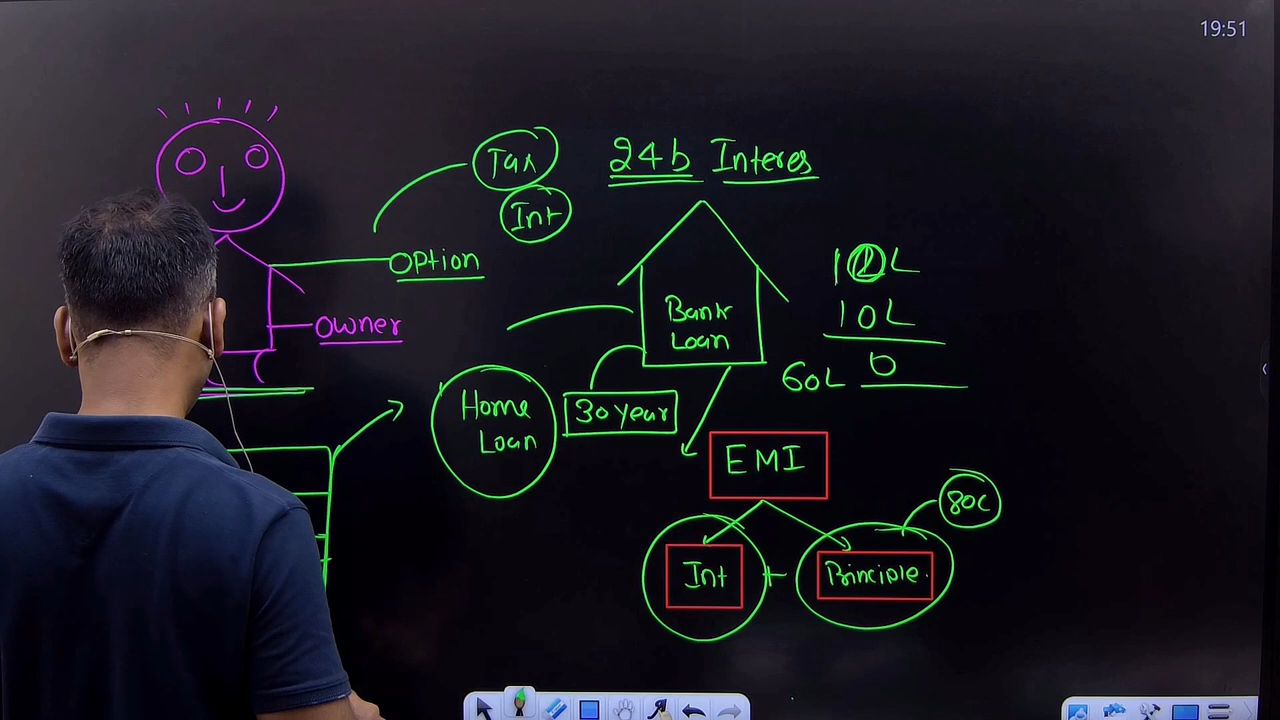 19:51
Tax
Int
24b Interes
Option
Owner
Bank
Loan
10L
0
60L
Home
Loan
30 year
EMI
80C
Int + Principle.